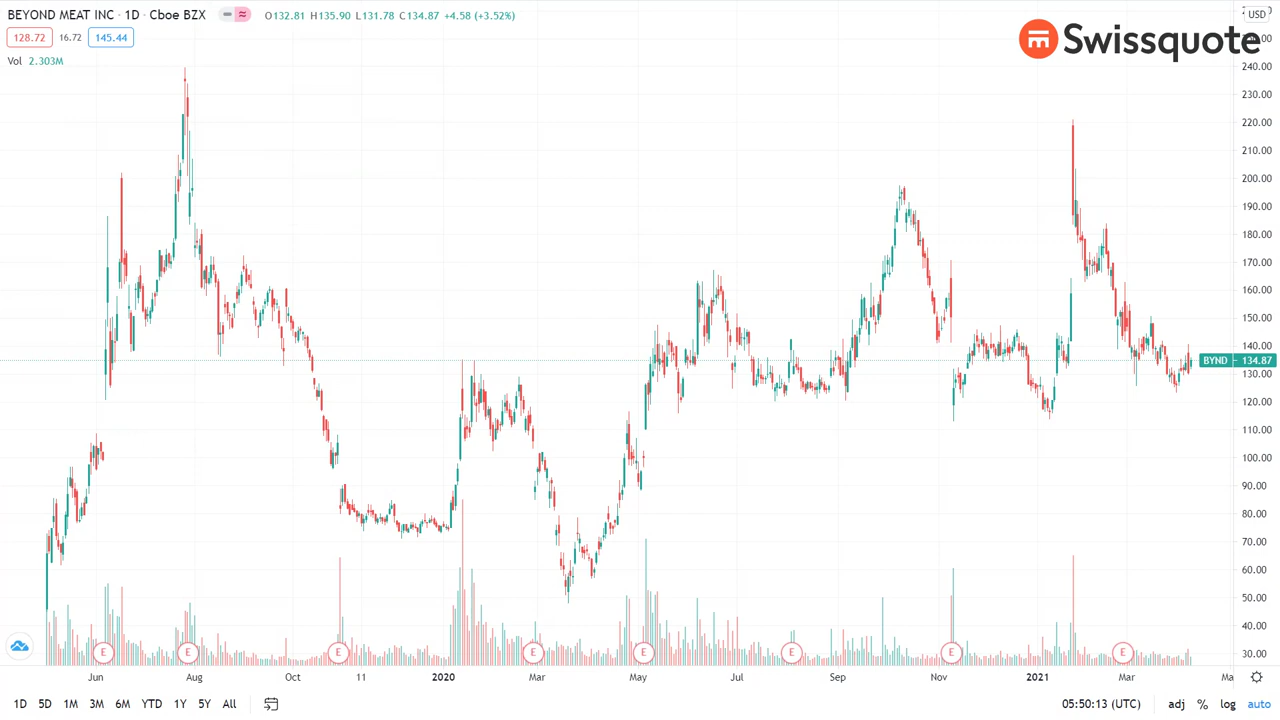 BEYOND MEAT INC · 1D · Cboe BZX O132.81 H135.90 L131.78 C134.87 +4.58 (+3.52%)
128.72 16.72 145.44
Vol 2.303M
USD
Swissquote
240.00
230.00
220.00
210.00
200.00
190.00
180.00
170.00
160.00
150.00
140.00
BYND 134.87
130.00
120.00
110.00
100.00
90.00
80.00
70.00
60.00
50.00
40.00
30.00
E E E E E E E E
Jun Aug Oct 11 2020 Mar May Jul Sep Nov 2021 Mar Ma
1D 5D 1M 3M 6M YTD 1Y 5Y All 05:50:13 (UTC) adj % log auto